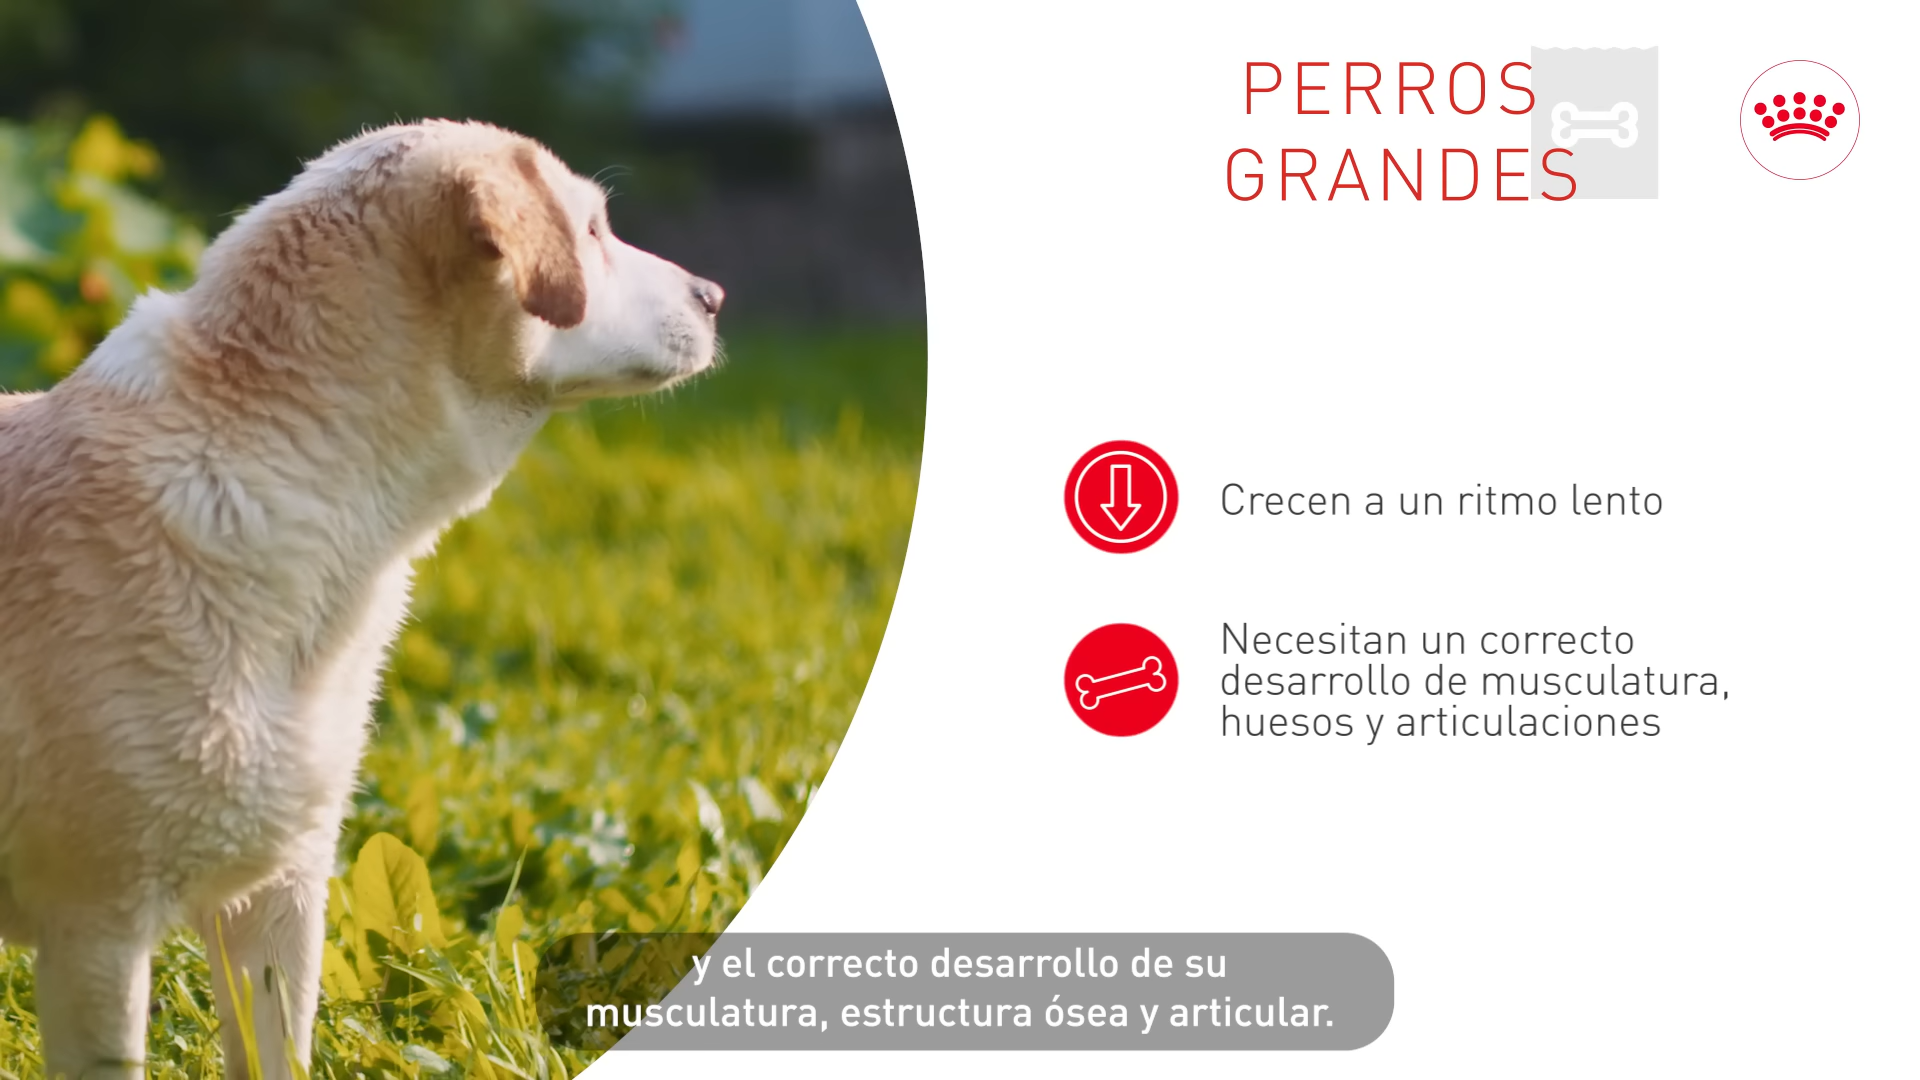 PERROS
GRANDES
Crecen a un ritmo lento
Necesitan un correcto
desarrollo de musculatura,
huesos y articulaciones
y el correcto desarrollo de su
musculatura, estructura ósea y articular.